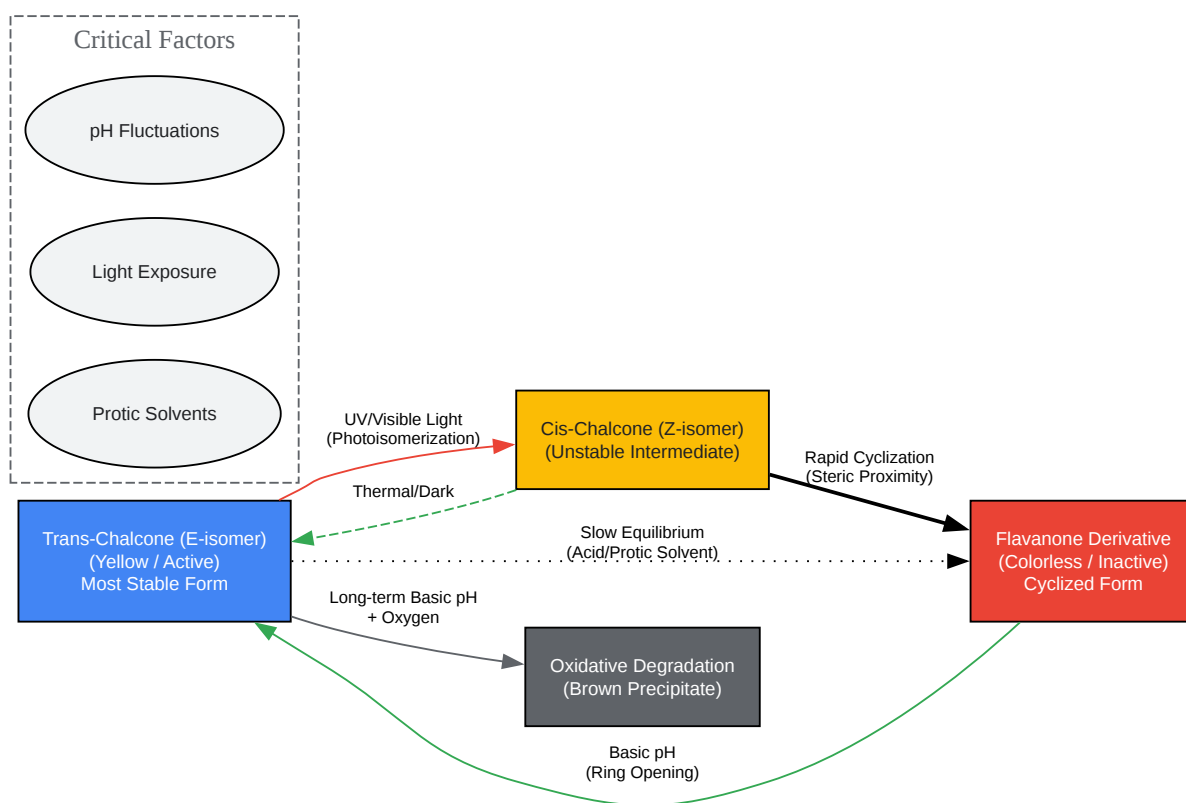 Critical Factors
pH Fluctuations
Light Exposure
Protic Solvents
UV/Visible Light
(Photoisomerization)
Cis-Chalcone (Z-isomer)
(Unstable Intermediate)
Rapid Cyclization
(Steric Proximity)
Thermal/Dark
Trans-Chalcone (E-isomer)
(Yellow / Active)
Most Stable Form
Slow Equilibrium
(Acid/Protic Solvent)
Flavanone Derivative
(Colorless / Inactive)
Cyclized Form
Long-term Basic pH
+ Oxygen
Oxidative Degradation
(Brown Precipitate)
Basic pH
(Ring Opening)